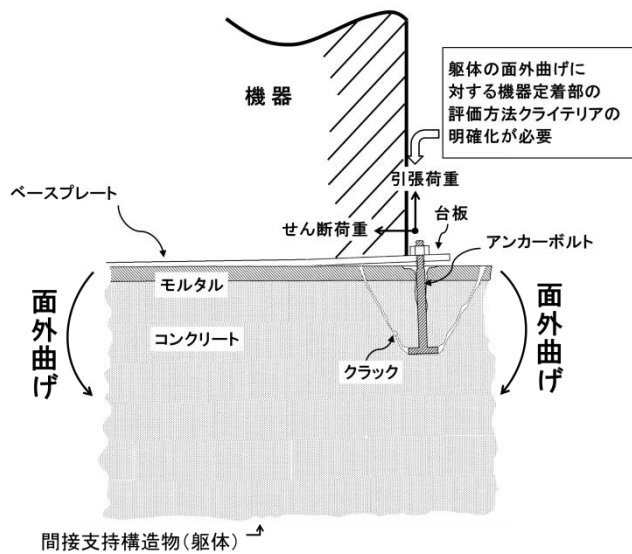 機器
躯体の面外曲げに
対する機器定着部の
評価方法クライテリアの
明確化が必要
引張荷重
ベースプレート
せん断荷重
台板
アンカーボルト
モルタル
面外曲げ
コンクリート
面外曲げ
クラック
間接支持構造物(躯体)